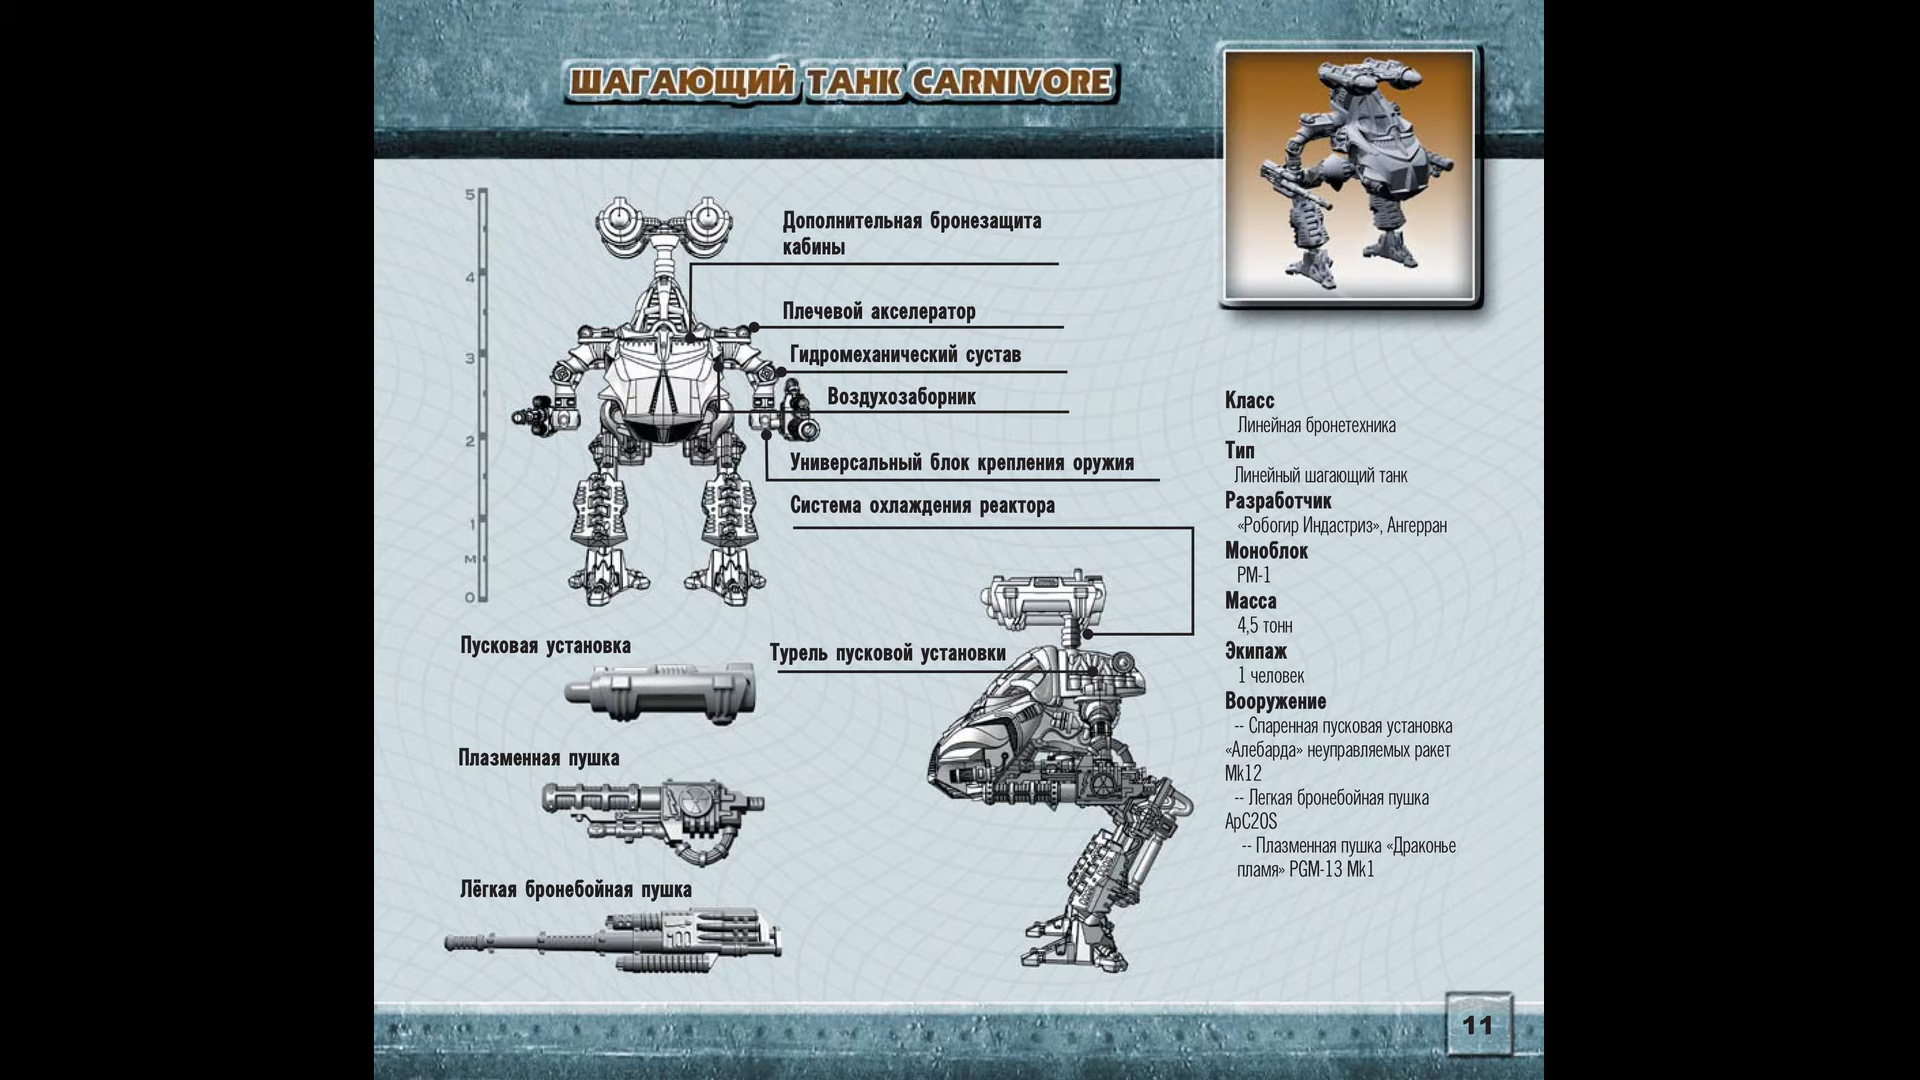 ШАГАЮЩИЙ ТАНК CARNIVORE
5
4
3
2
1
М
0
Дополнительная бронезащита
кабины
Плечевой акселератор
Гидромеханический сустав
Воздухозаборник
Универсальный блок крепления оружия
Система охлаждения реактора
Турель пусковой установки
Пусковая установка
Плазменная пушка
Лёгкая бронебойная пушка
Класс
Линейная бронетехника
Тип
Линейный шагающий танк
Разработчик
«Робогир Индастриз», Ангерран
Моноблок
РМ-1
Масса
4,5 тонн
Экипаж
1 человек
Вооружение
-- Спаренная пусковая установка
«Алебарда» неуправляемых ракет
Mk12
-- Легкая бронебойная пушка
ApC20S
-- Плазменная пушка «Драконье
пламя» PGM-13 Mk1
11